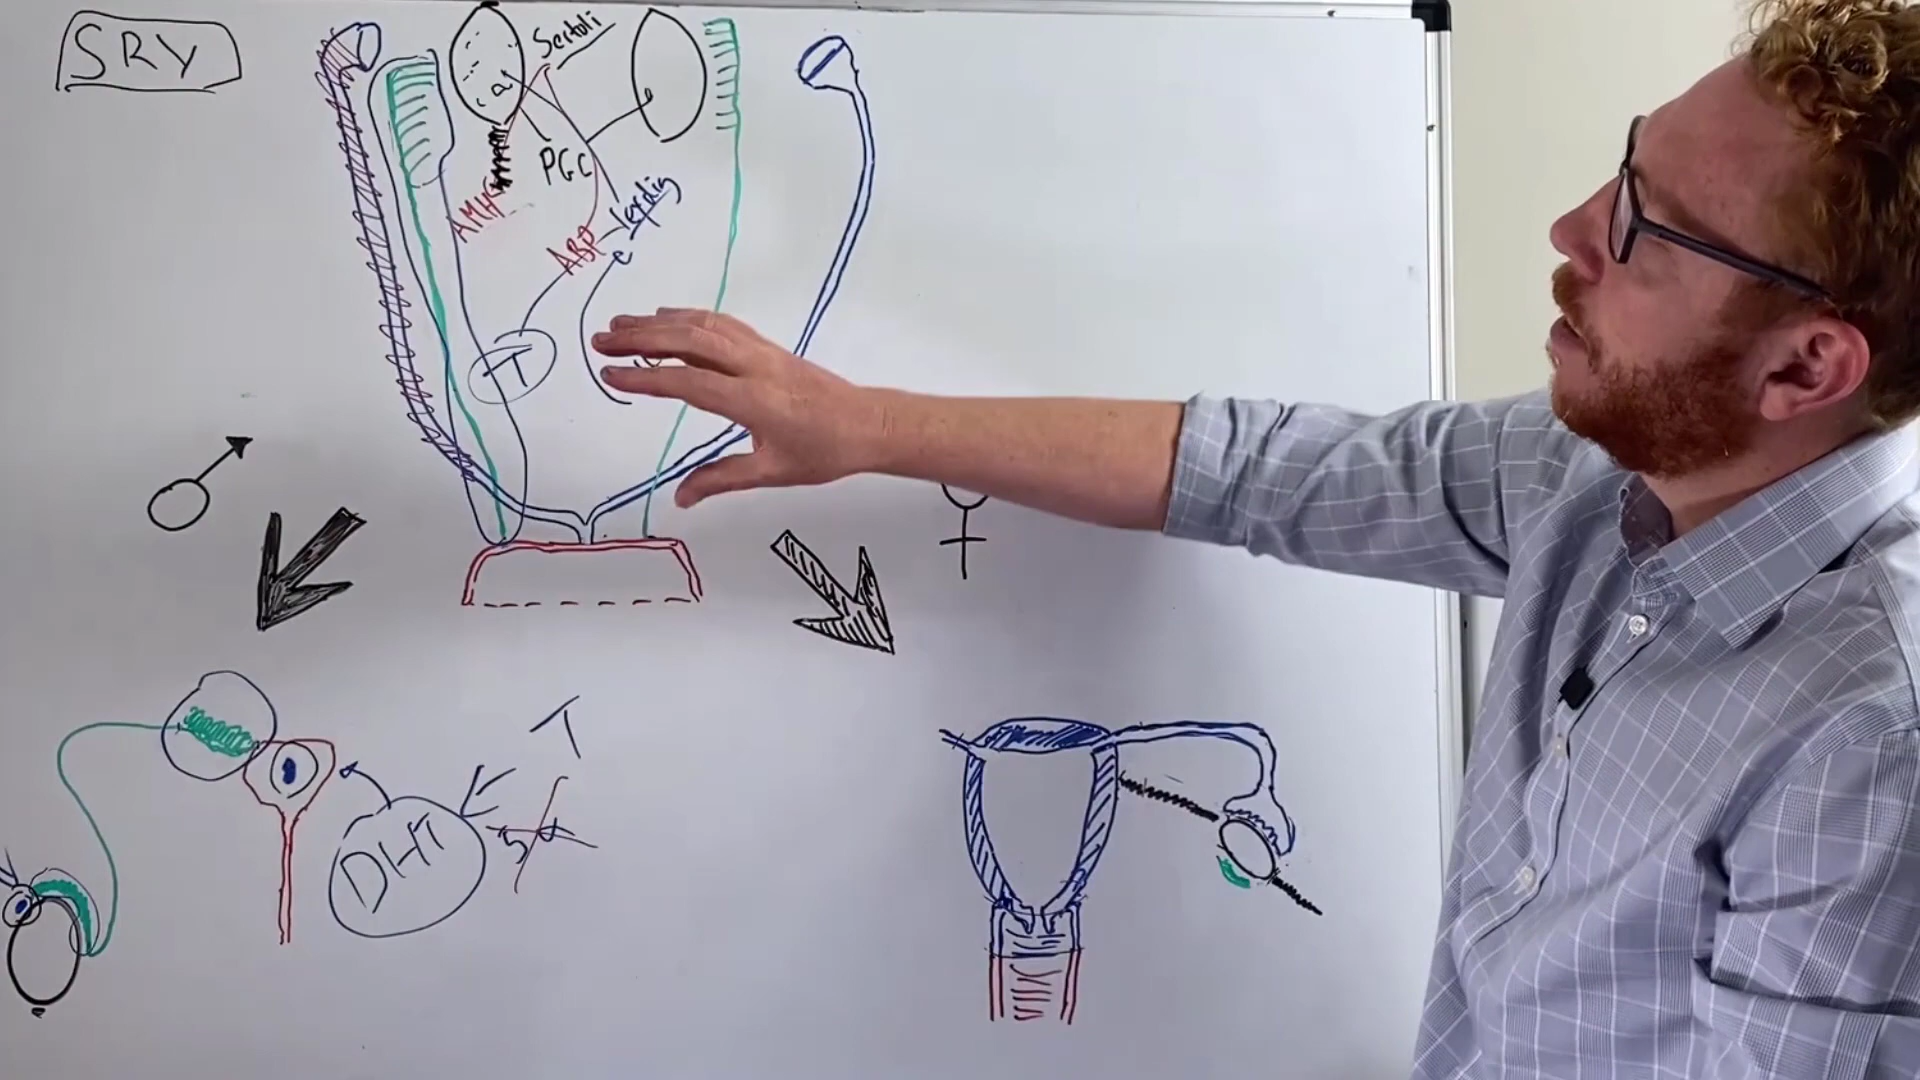 SRY
Sertoli
PGC
AMH
Leydig
ABP
T
T
DHT
5α